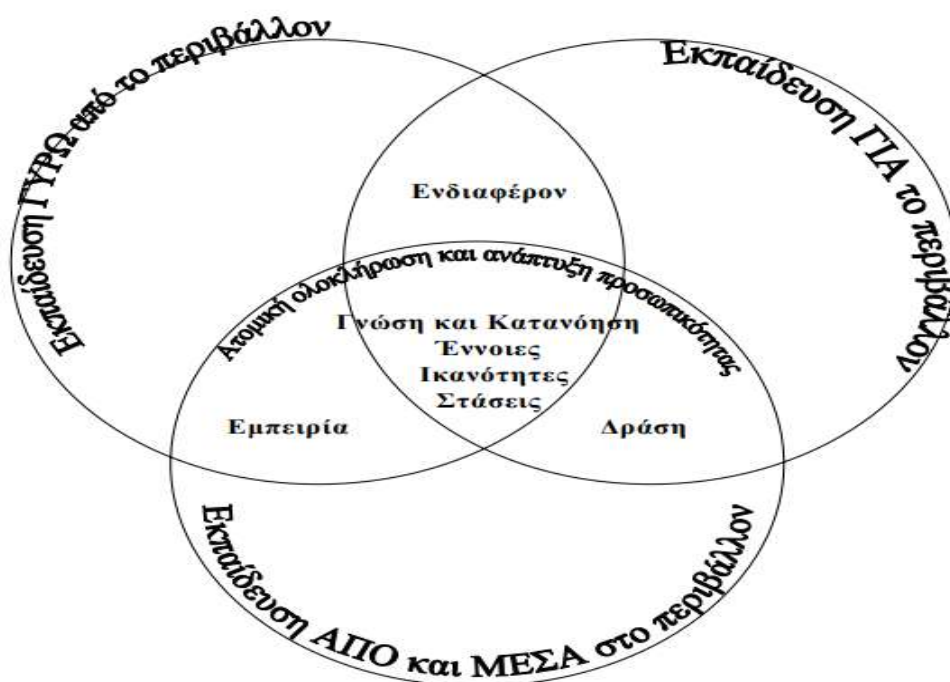 Εκπαίδευση ΓΥΡΩ από το περιβάλλον
Εκπαίδευση ΓΙΑ το περιβάλλον
Ενδιαφέρον
Ατομική ολοκλήρωση και ανάπτυξη προσωπικότητας
Γνώση και Κατανόηση
Έννοιες
Ικανότητες
Στάσεις
Εμπειρία
Δράση
Εκπαίδευση ΑΠΟ και ΜΕΣΑ στο περιβάλλον